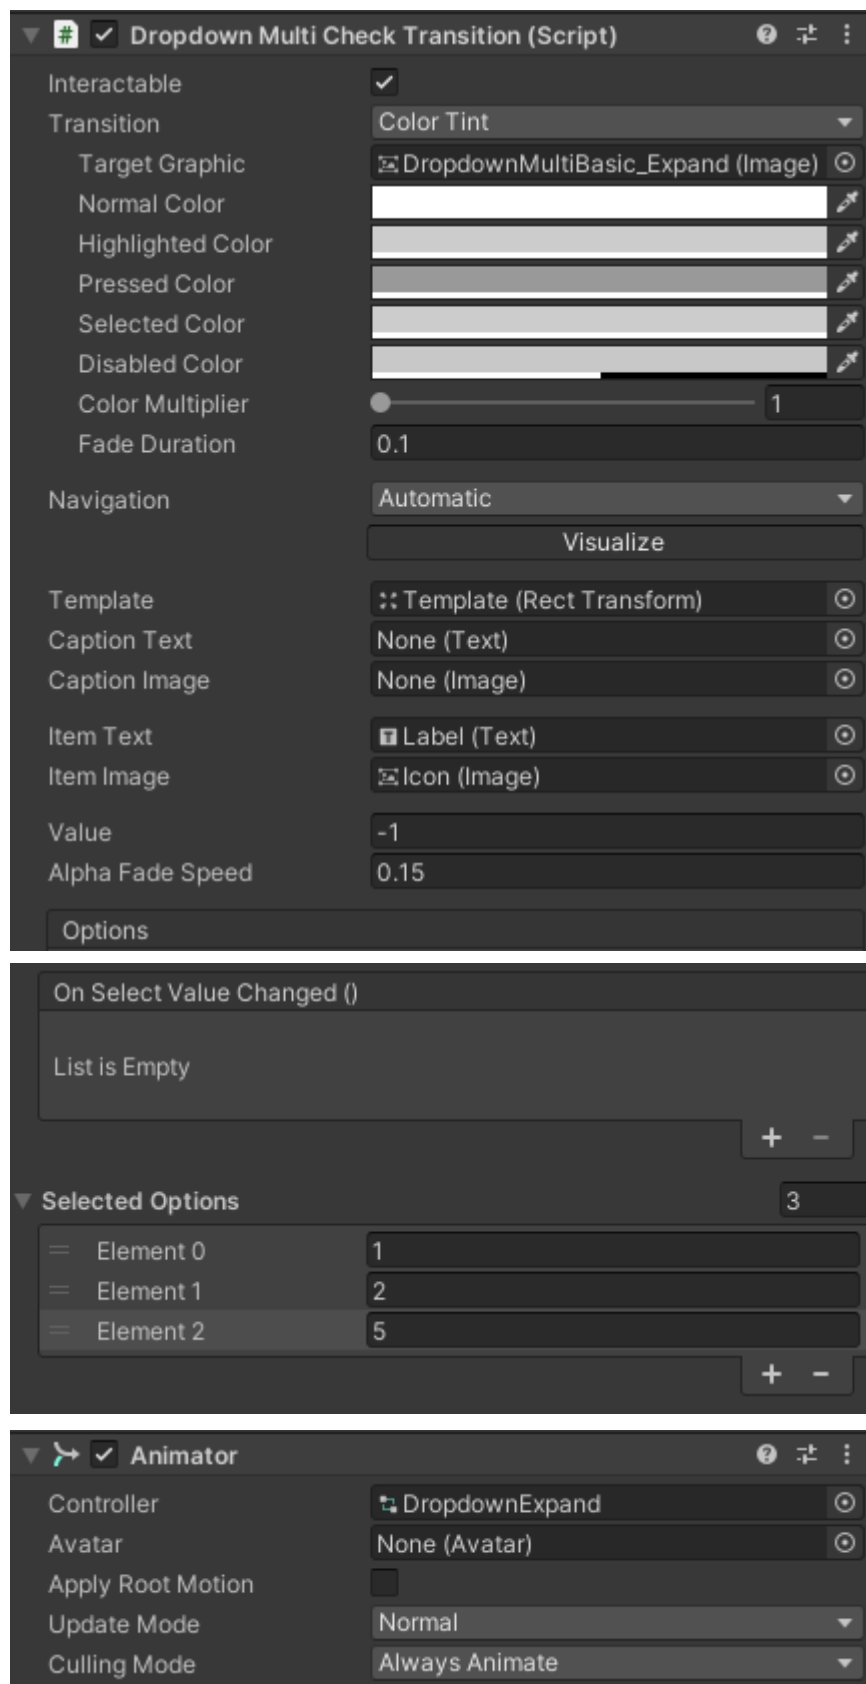 Dropdown Multi Check Transition (Script)
Interactable
Transition Color Tint
Target Graphic DropdownMultiBasic_Expand (Image)
Normal Color
Highlighted Color
Pressed Color
Selected Color
Disabled Color
Color Multiplier 1
Fade Duration 0.1
Navigation Automatic
Visualize
Template Template (Rect Transform)
Caption Text None (Text)
Caption Image None (Image)
Item Text Label (Text)
Item Image Icon (Image)
Value -1
Alpha Fade Speed 0.15
Options
On Select Value Changed ()
List is Empty
+ −
Selected Options 3
Element 0 1
Element 1 2
Element 2 5
+ −
Animator
Controller DropdownExpand
Avatar None (Avatar)
Apply Root Motion
Update Mode Normal
Culling Mode Always Animate